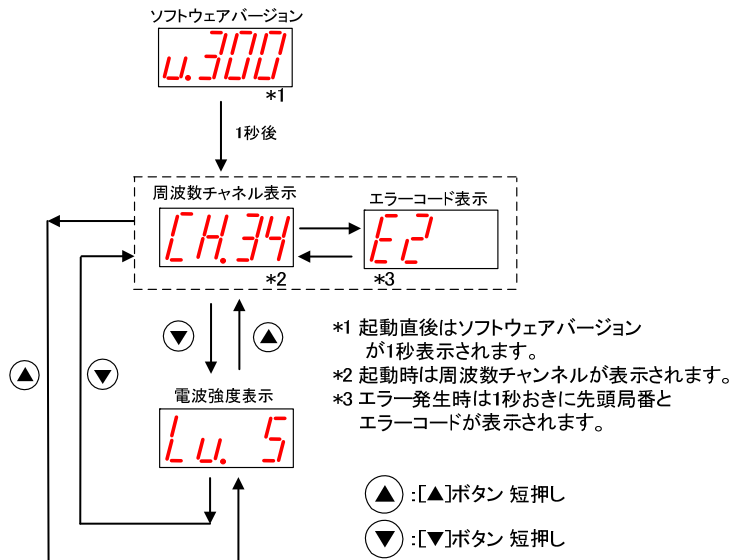 ソフトウェアバージョン
u.300
*1
1秒後
周波数チャネル表示
エラーコード表示
CH.34
E2
*2
*3
*1 起動直後はソフトウェアバージョン
が1秒表示されます。
*2 起動時は周波数チャンネルが表示されます。
*3 エラー発生時は1秒おきに先頭局番と
エラーコードが表示されます。
▼
▲
▲
▼
電波強度表示
Lu. 5
▲:[▲]ボタン 短押し
▼:[▼]ボタン 短押し